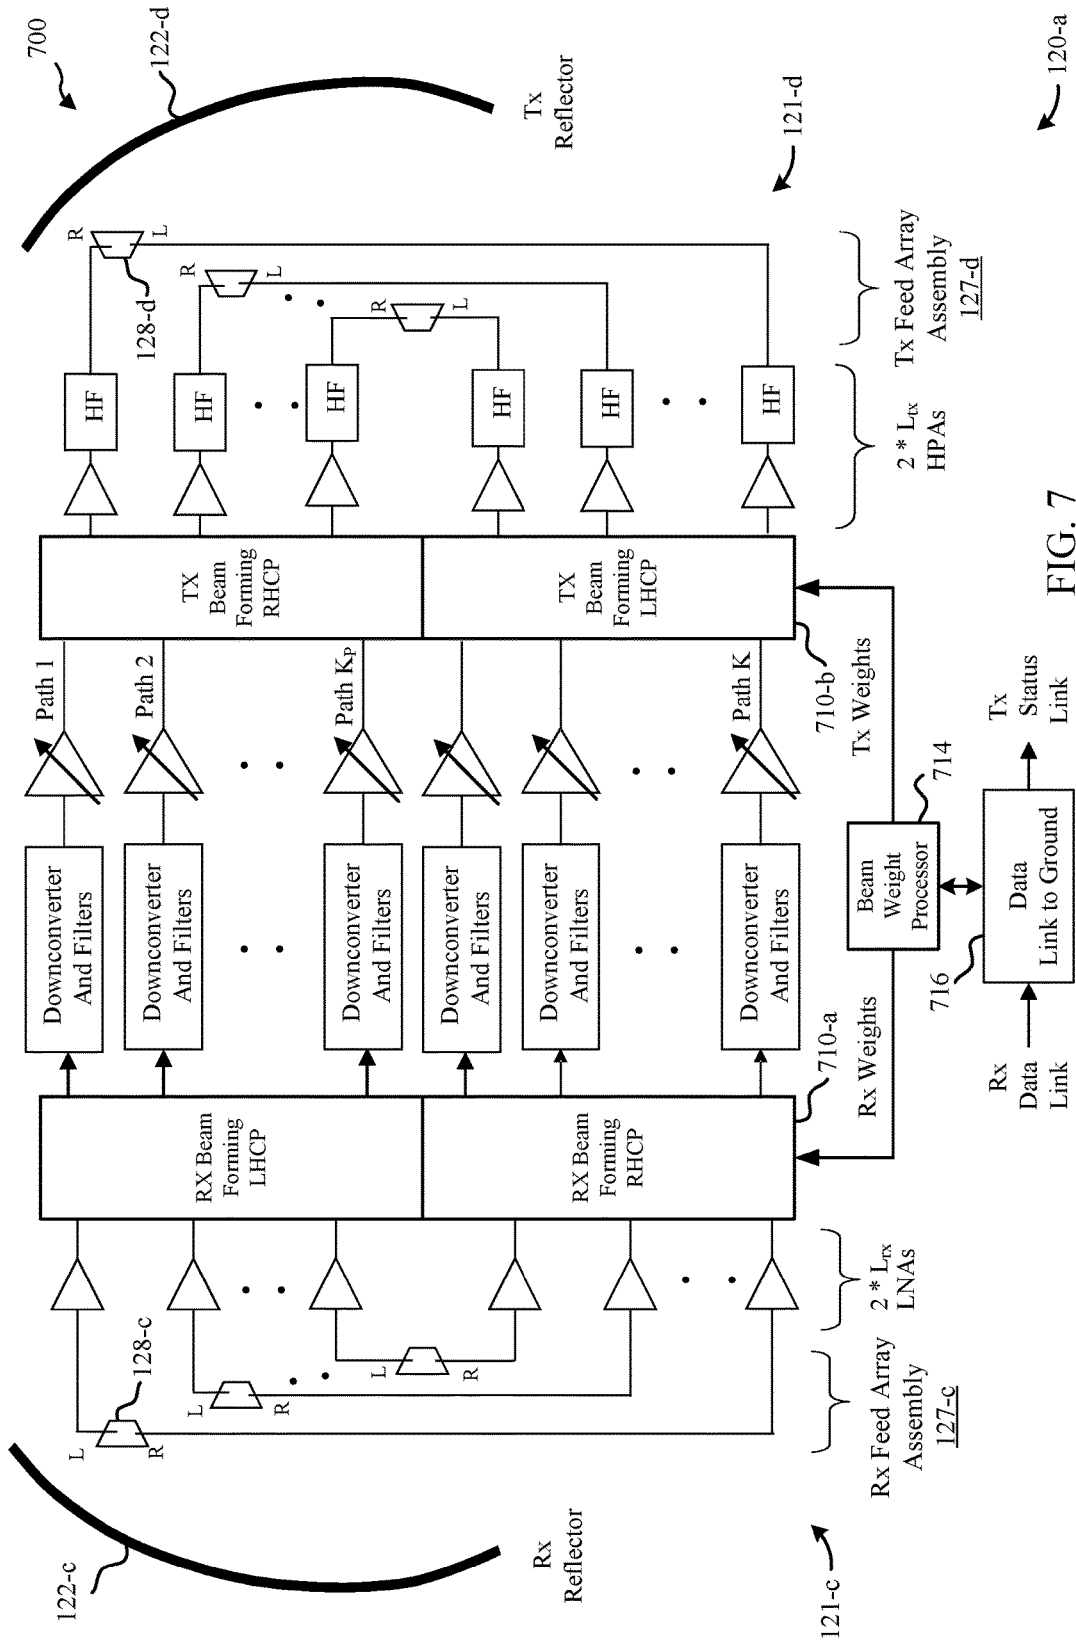 700
122-c
Rx
Reflector
121-c
L
128-c
R
L
R
L
R
Rx Feed Array
Assembly
127-c
2 * Lrx
LNAs
RX Beam
Forming
LHCP
RX Beam
Forming
RHCP
710-a
Downconverter
And Filters
Downconverter
And Filters
Downconverter
And Filters
Downconverter
And Filters
Downconverter
And Filters
Downconverter
And Filters
Path 1
Path 2
Path KP
Path K
TX
Beam
Forming
RHCP
TX
Beam
Forming
LHCP
710-b
Rx Weights
Tx Weights
Beam
Weight
Processor
714
Rx
Data
Link
716
Data
Link to Ground
Tx
Status
Link
HF
HF
HF
HF
HF
HF
2 * Ltx
HPAs
R
128-d
L
R
L
R
L
Tx Feed Array
Assembly
127-d
122-d
Tx
Reflector
121-d
120-a
FIG. 7